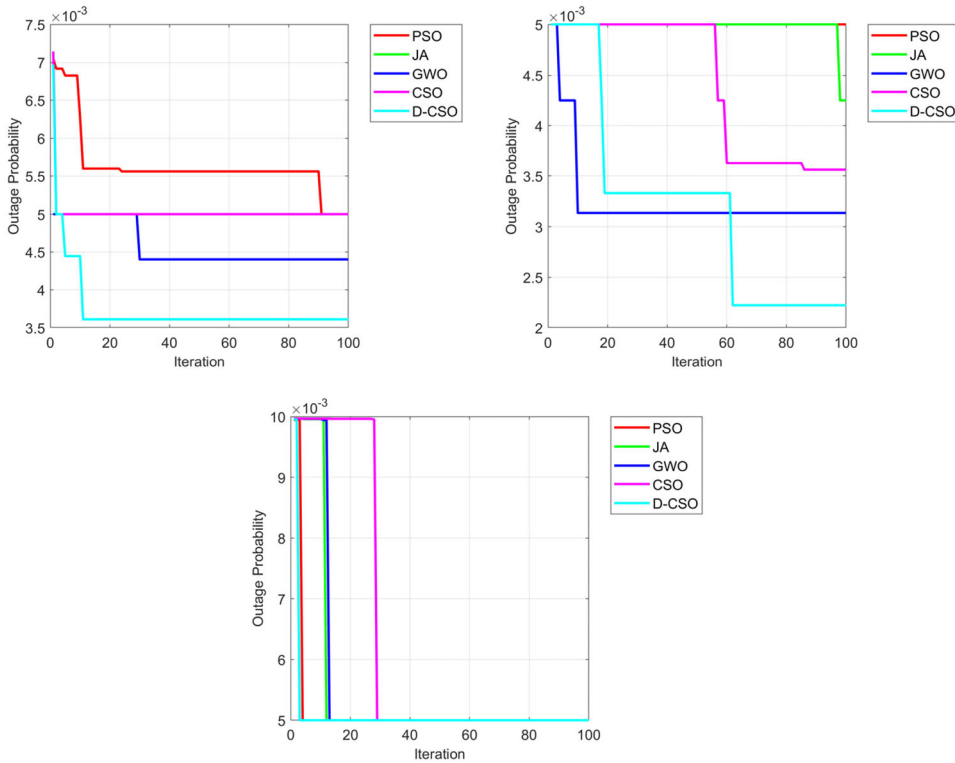 ×10⁻³
7.5
7
6.5
6
5.5
5
4.5
4
3.5
Outage Probability
0 20 40 60 80 100
Iteration
PSO
JA
GWO
CSO
D-CSO
×10⁻³
5
4.5
4
3.5
3
2.5
2
Outage Probability
0 20 40 60 80 100
Iteration
PSO
JA
GWO
CSO
D-CSO
×10⁻³
10
9
8
7
6
5
Outage Probability
0 20 40 60 80 100
Iteration
PSO
JA
GWO
CSO
D-CSO